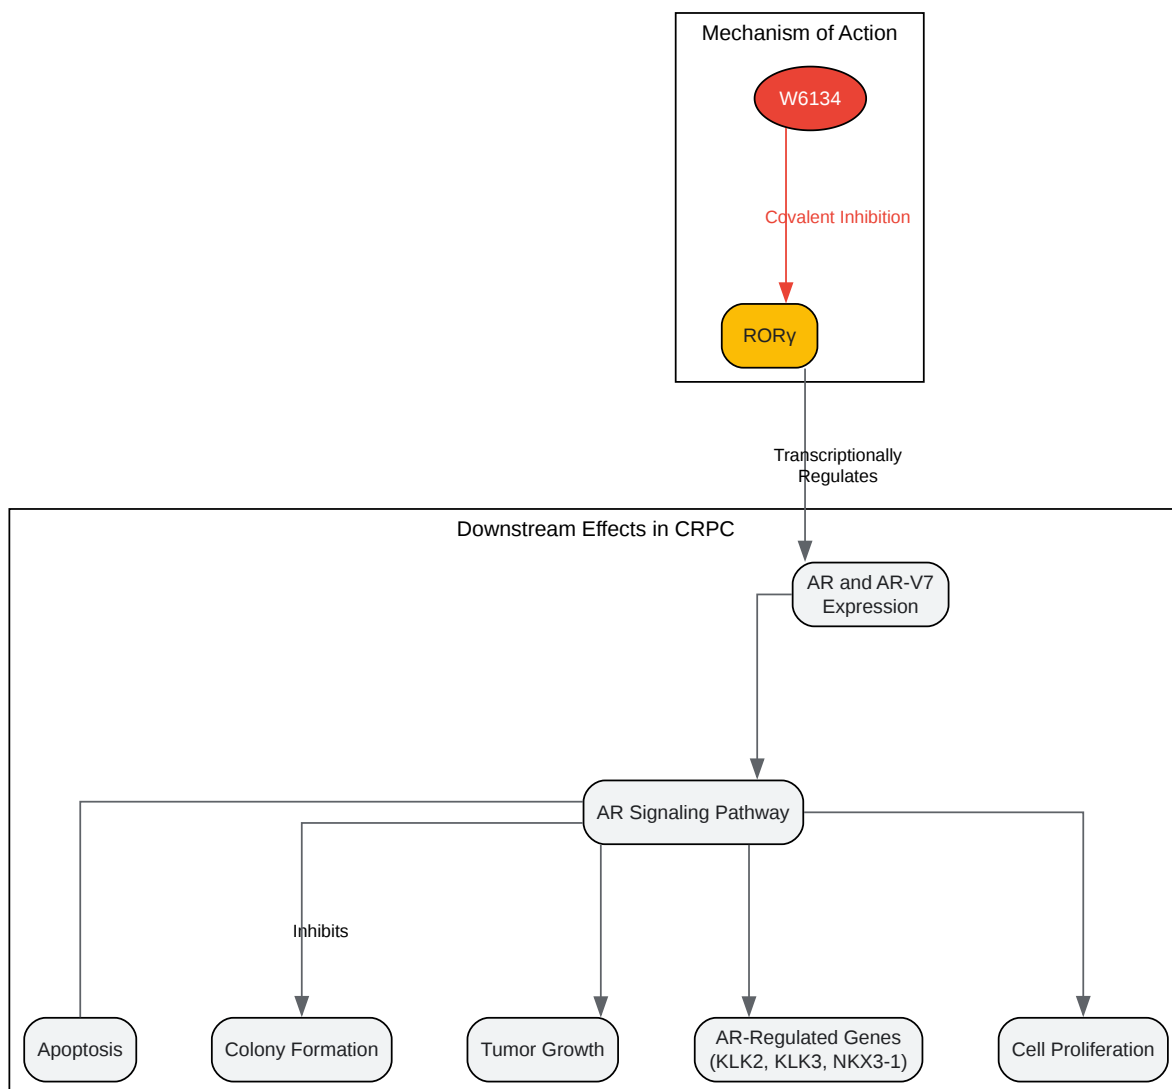 Mechanism of Action
W6134
Covalent Inhibition
RORγ
Transcriptionally
Regulates
Downstream Effects in CRPC
AR and AR-V7
Expression
AR Signaling Pathway
Inhibits
Apoptosis
Colony Formation
Tumor Growth
AR-Regulated Genes
(KLK2, KLK3, NKX3-1)
Cell Proliferation